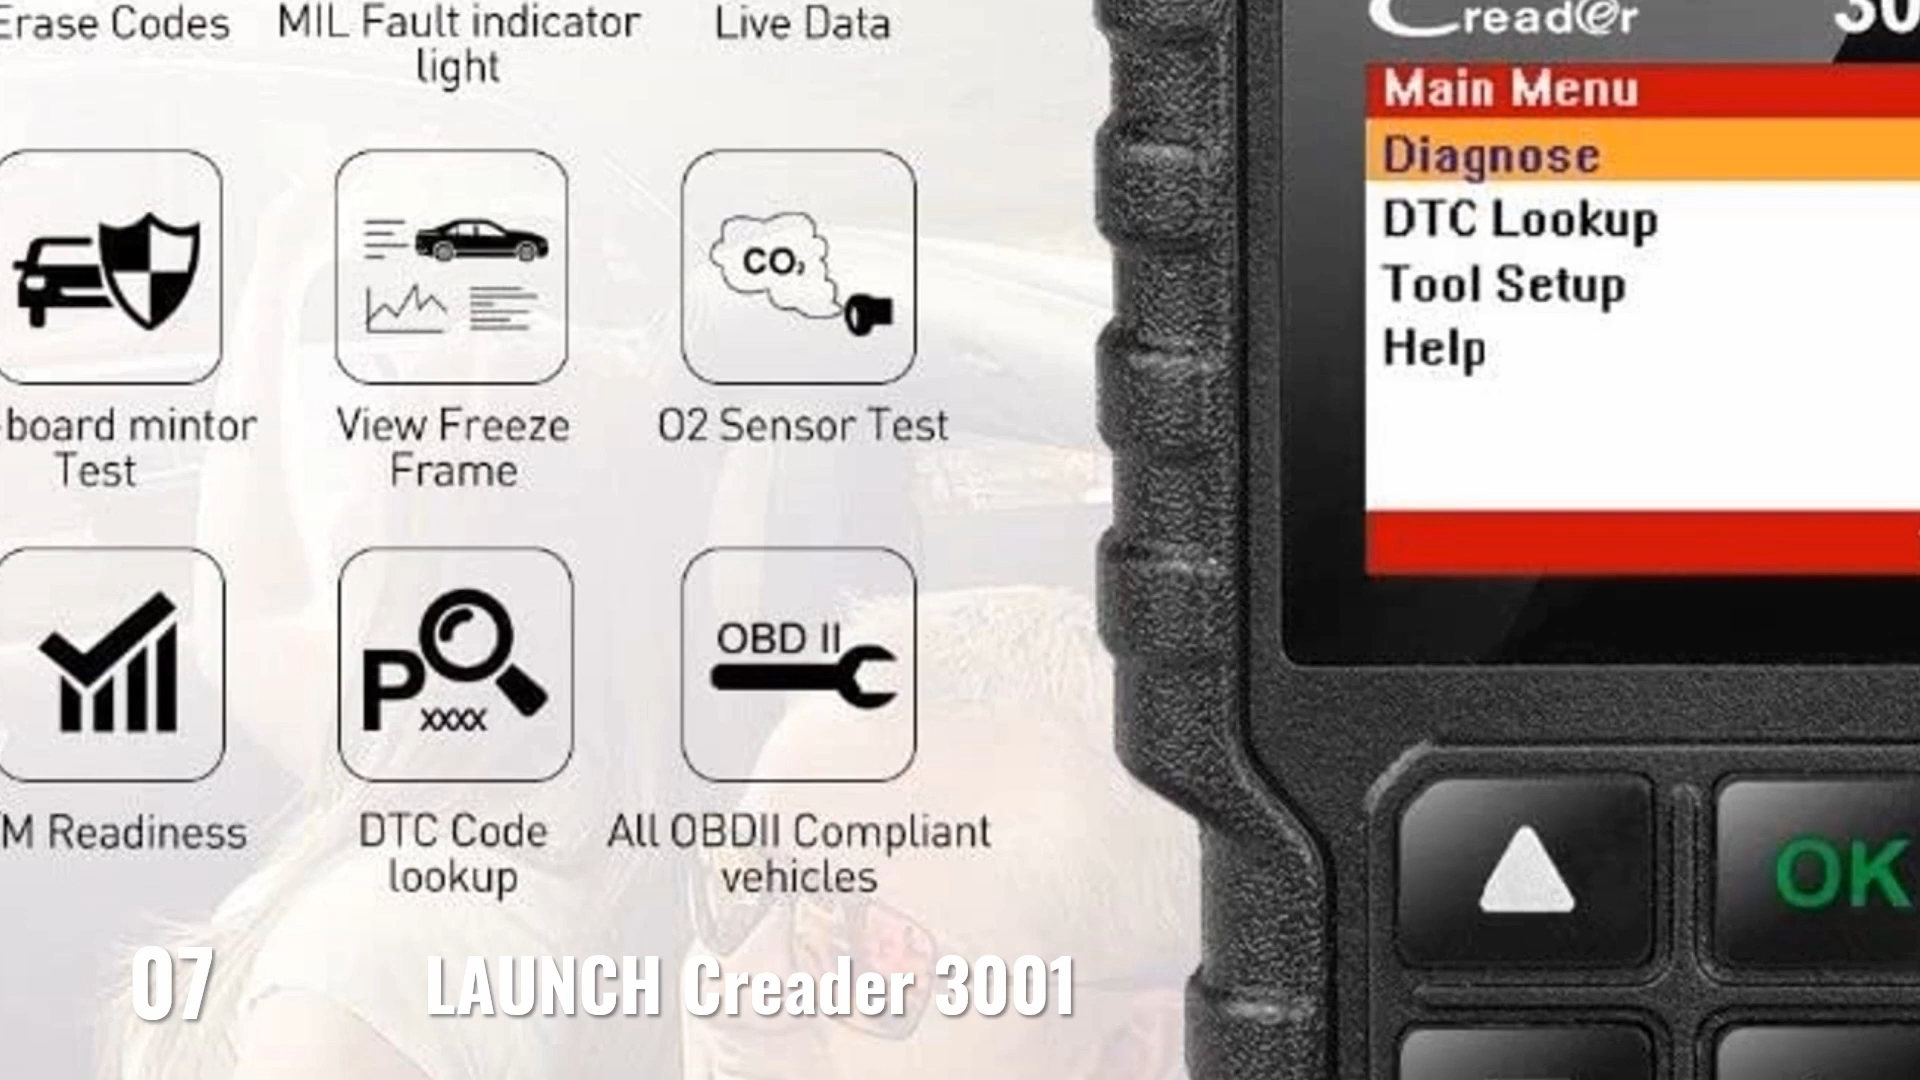 Erase Codes
MIL Fault indicator
light
Live Data
Creader
Main Menu
Diagnose
DTC Lookup
Tool Setup
Help
CO2
-board mintor
Test
View Freeze
Frame
O2 Sensor Test
P
xxxx
OBD II
M Readiness
DTC Code
lookup
All OBDII Compliant
vehicles
OK
07
LAUNCH Creader 3001